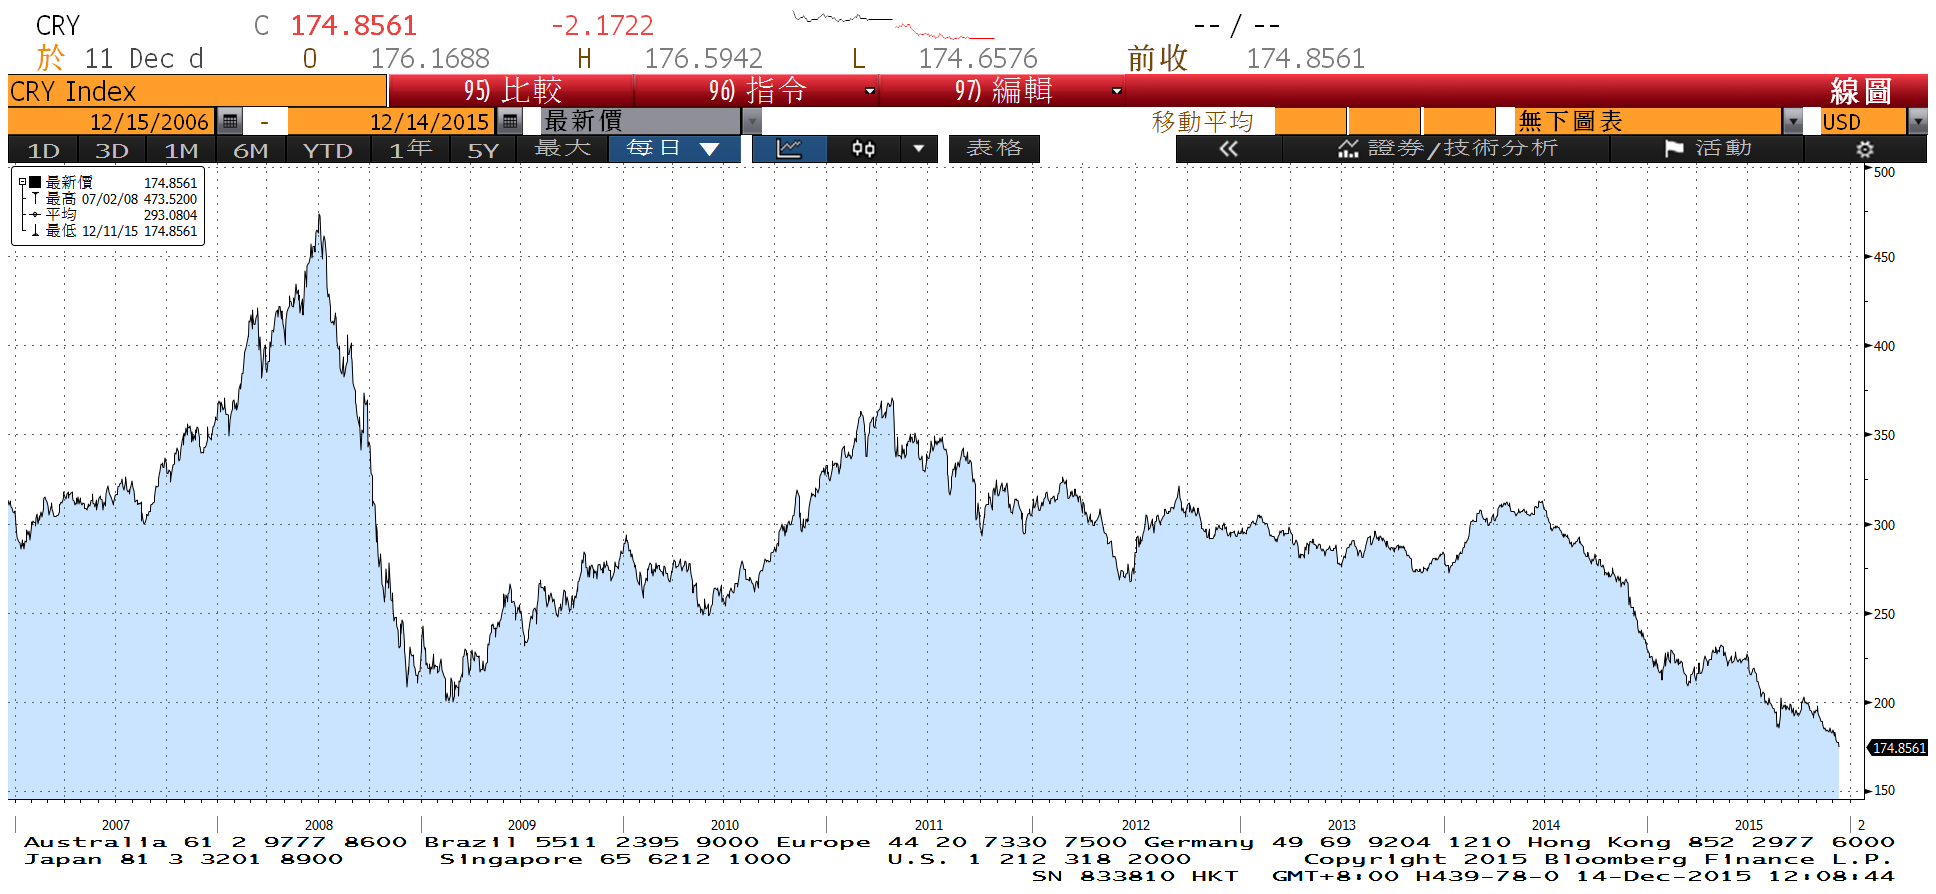 CRY C 174.8561 -2.1722 -- / --
於 11 Dec d O 176.1688 H 176.5942 L 174.6576 前收 174.8561
CRY Index 95) 比較 96) 指令 97) 編輯 線圖
12/15/2006 - 12/14/2015 最新價 移動平均 無下圖表 USD
1D 3D 1M 6M YTD 1年 5Y 最大 每日 表格 證券/技術分析 活動
最新價 174.8561
最高 07/02/08 473.5200
平均 293.0804
最低 12/11/15 174.8561
500
450
400
350
300
250
200
174.8561
150
2007 2008 2009 2010 2011 2012 2013 2014 2015 2
Australia 61 2 9777 8600 Brazil 5511 2395 9000 Europe 44 20 7330 7500 Germany 49 69 9204 1210 Hong Kong 852 2977 6000
Japan 81 3 3201 8900 Singapore 65 6212 1000 U.S. 1 212 318 2000 Copyright 2015 Bloomberg Finance L.P.
SN 833810 HKT GMT+8:00 H439-78-0 14-Dec-2015 12:08:44